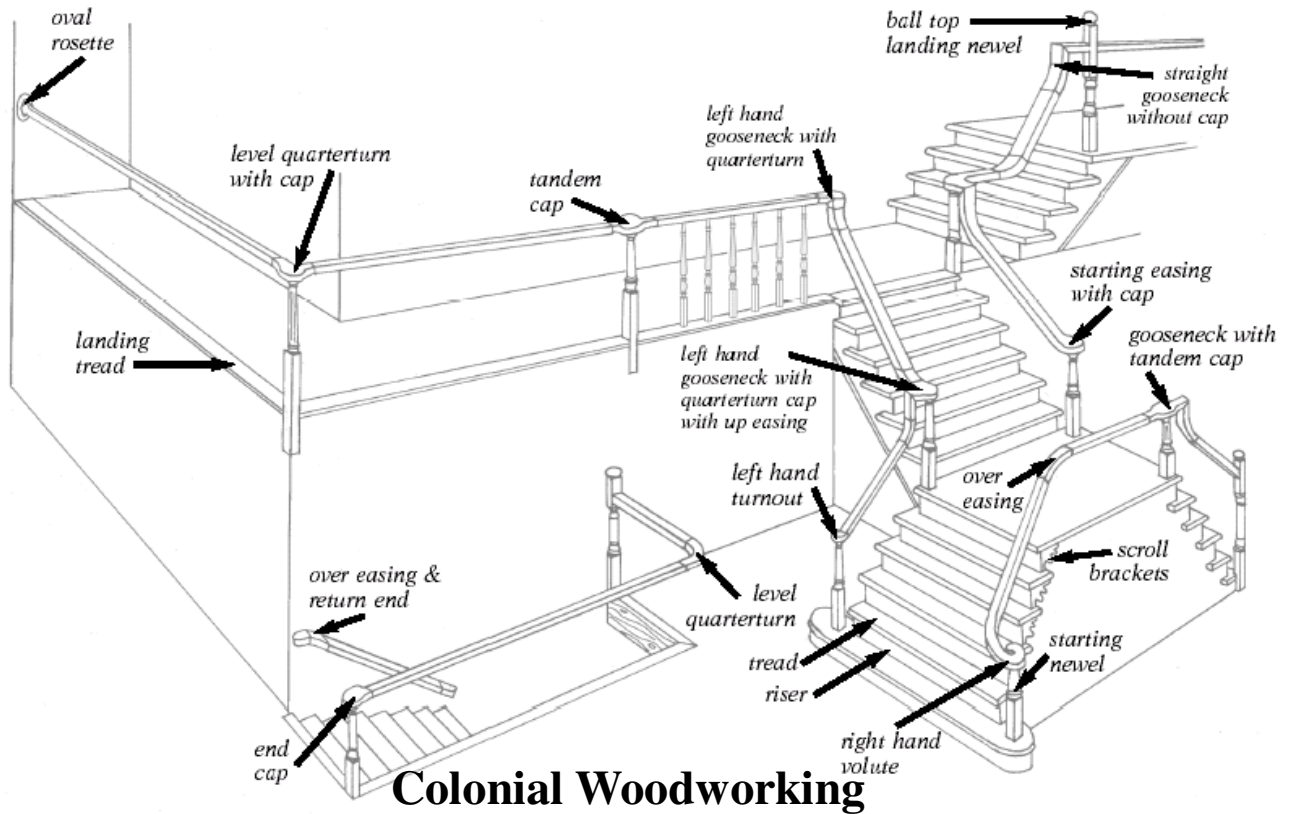 oval
rosette
ball top
landing newel
straight
gooseneck
without cap
left hand
gooseneck with
quarterturn
level quarterturn
with cap
tandem
cap
starting easing
with cap
landing
tread
left hand
gooseneck with
quarterturn cap
with up easing
gooseneck with
tandem cap
left hand
turnout
over
easing
scroll
brackets
over easing &
return end
level
quarterturn
tread
riser
starting
newel
end
cap
right hand
volute
Colonial Woodworking